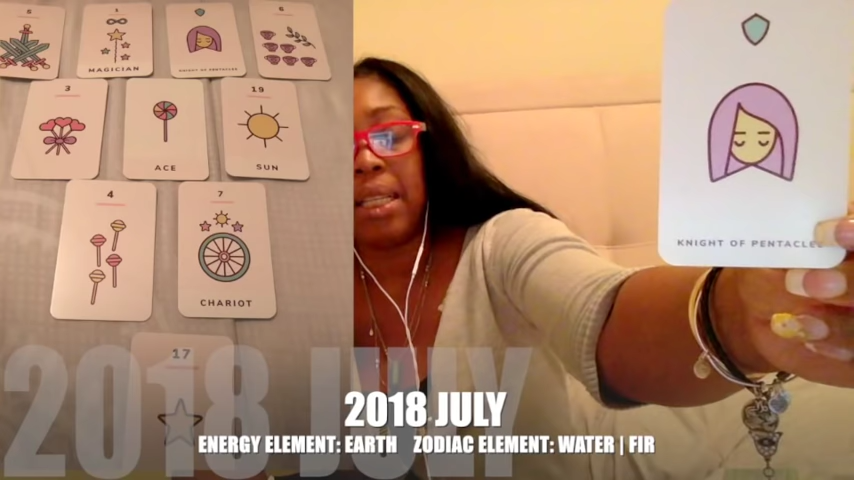 1
MAGICIAN
KNIGHT OF PENTACLES
6
3
ACE
19
SUN
4
7
CHARIOT
17
KNIGHT OF PENTACLES
2018 JULY
2018 JULY
ENERGY ELEMENT: EARTH ZODIAC ELEMENT: WATER | FIR